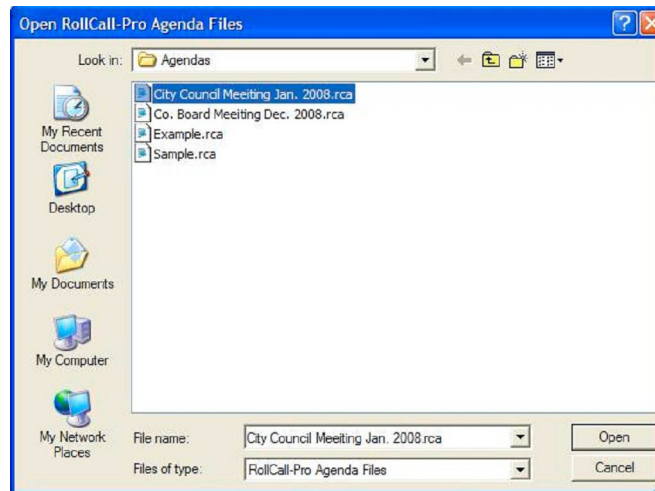 Open RollCall-Pro Agenda Files
Look in: Agendas
City Council Meeiting Jan. 2008.rca
Co. Board Meeiting Dec. 2008.rca
Example.rca
Sample.rca
My Recent
Documents
Desktop
My Documents
My Computer
My Network
Places
File name: City Council Meeiting Jan. 2008.rca Open
Files of type: RollCall-Pro Agenda Files Cancel